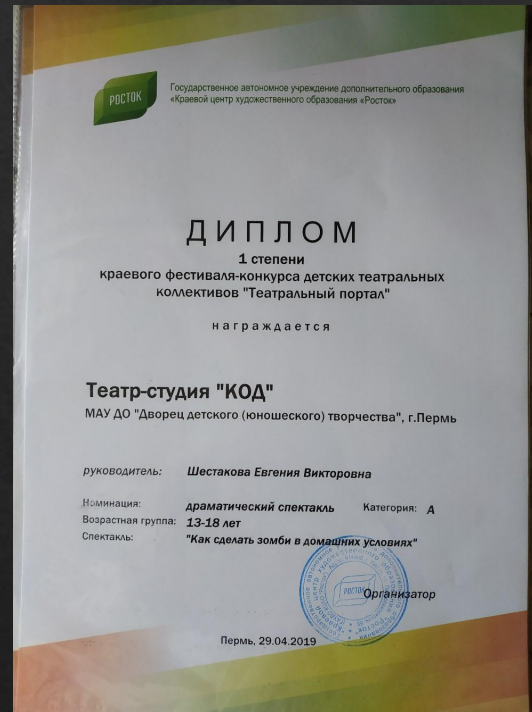 РОСТОК
Государственное автономное учреждение дополнительного образования
«Краевой центр художественного образования «Росток»
ДИПЛОМ
1 степени
краевого фестиваля-конкурса детских театральных
коллективов "Театральный портал"
награждается
Театр-студия "КОД"
МАУ ДО "Дворец детского (юношеского) творчества", г.Пермь
руководитель: Шестакова Евгения Викторовна
Номинация: драматический спектакль Категория: А
Возрастная группа: 13-18 лет
Спектакль: "Как сделать зомби в домашних условиях"
РОСТОК
Организатор
Пермь, 29.04.2019